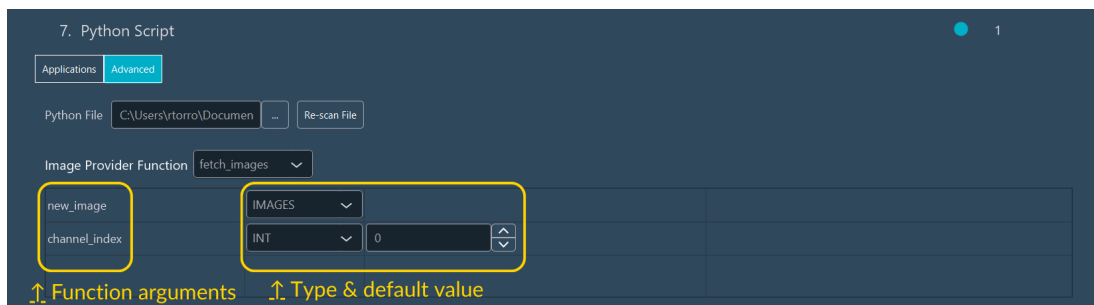 7. Python Script 1
Applications Advanced
Python File C:\Users\rtorro\Documen ... Re-scan File
Image Provider Function fetch_images
new_image IMAGES
channel_index INT 0
↑ Function arguments ↑ Type & default value